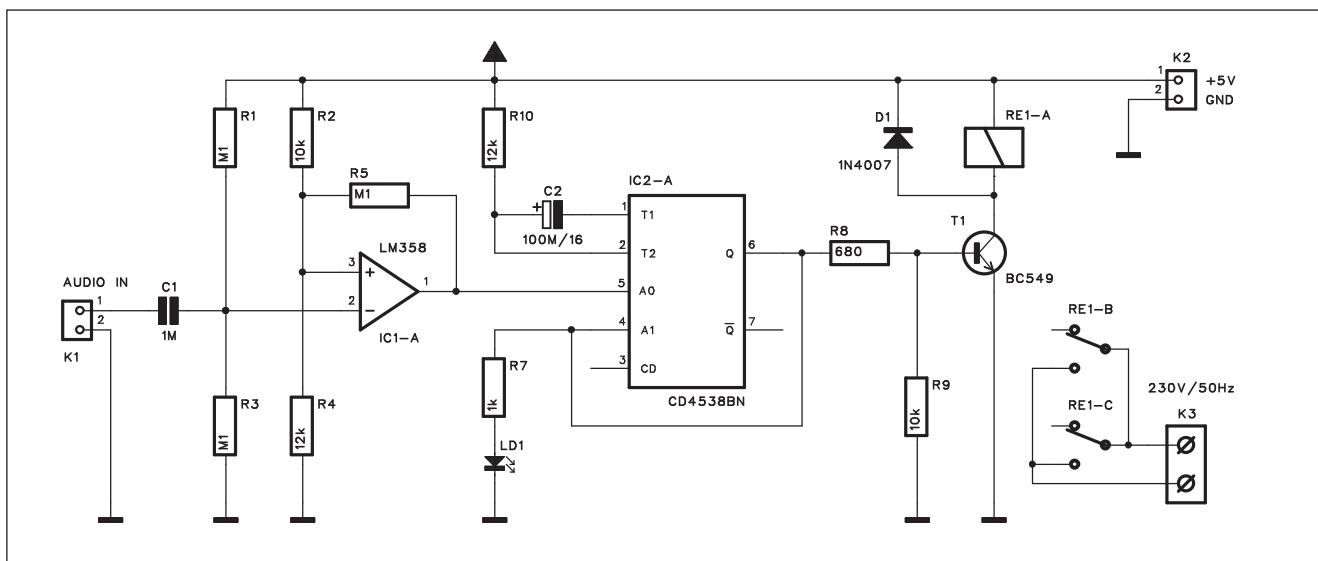 K2
1
+5V
2
GND
R1
M1
R2
10k
R10
12k
D1
1N4007
RE1-A
R5
M1
C2
+
100M/16
IC2-A
1
T1
2
T2
Q
6
5
A0
4
A1
Q
7
3
CD
CD4538BN
LM358
3
+
2
−
1
IC1-A
AUDIO IN
1
2
K1
C1
1M
R8
680
T1
BC549
R3
M1
R4
12k
R7
1k
LD1
R9
10k
RE1-B
RE1-C
230V/50Hz
K3